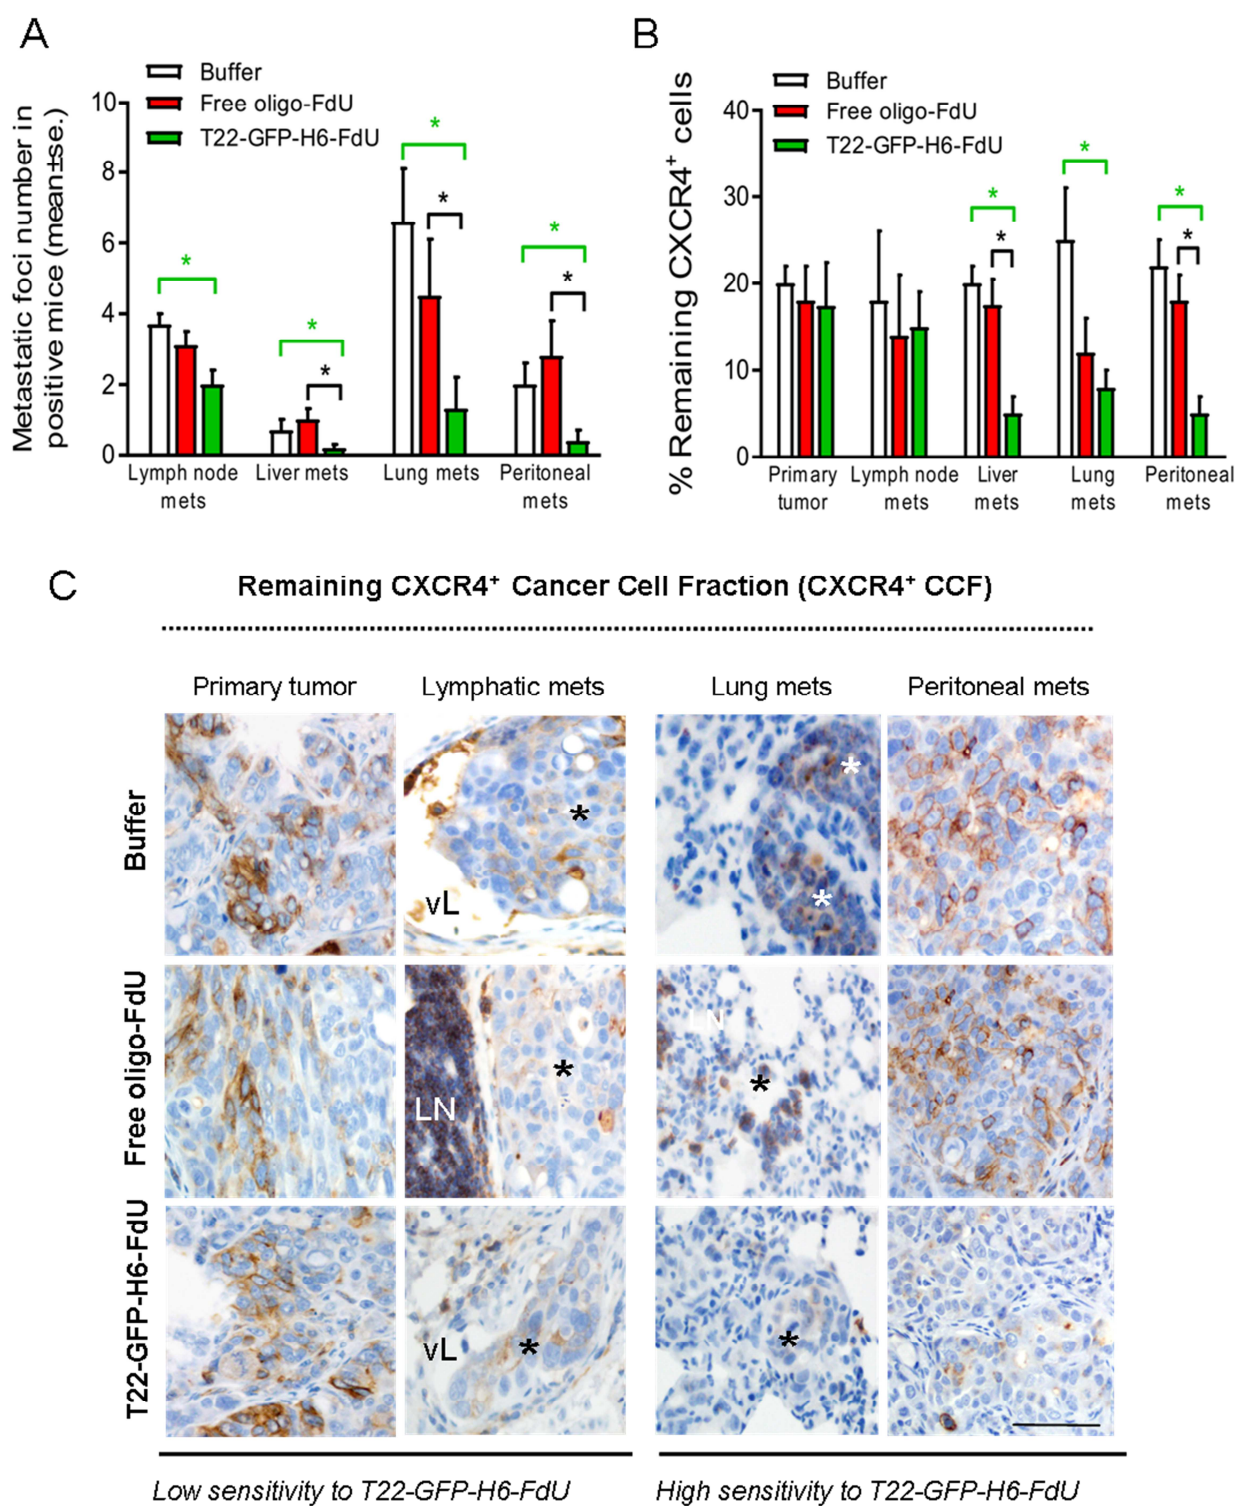 A
Buffer
Free oligo-FdU
T22-GFP-H6-FdU
Metastatic foci number in
positive mice (mean±se.)
10
8
6
4
2
0
*
*
*
*
*
*
*
Lymph node
mets
Liver mets
Lung mets
Peritoneal
mets
B
Buffer
Free oligo-FdU
T22-GFP-H6-FdU
% Remaining CXCR4+ cells
40
30
20
10
0
*
*
*
*
*
Primary
tumor
Lymph node
mets
Liver
mets
Lung
mets
Peritoneal
mets
C
Remaining CXCR4+ Cancer Cell Fraction (CXCR4+ CCF)
Primary tumor Lymphatic mets Lung mets Peritoneal mets
Buffer
*
vL
*
*
Free oligo-FdU
LN
*
LN
*
T22-GFP-H6-FdU
vL
*
*
Low sensitivity to T22-GFP-H6-FdU
High sensitivity to T22-GFP-H6-FdU